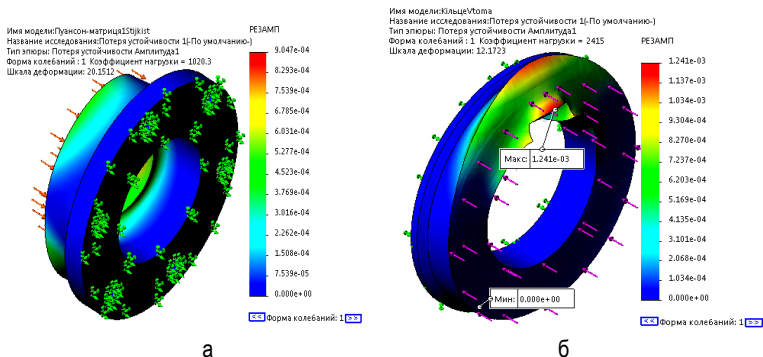 Имя модели:Пуансон-матриця1Stijkist
Название исследования:Потеря устойчивости 1(-По умолчанию-)
Тип эпюры: Потеря устойчивости Амплитуда1
Форма колебаний : 1 Коэффициент нагрузки = 1020.3
Шкала деформации: 20.1512
РЕЗАМП
9.047e-04
8.293e-04
7.539e-04
6.785e-04
6.031e-04
5.277e-04
4.523e-04
3.769e-04
3.016e-04
2.262e-04
1.508e-04
7.539e-05
0.000e+00
<< Форма колебаний: 1 >>
а
Имя модели:КільцеVtoma
Название исследования:Потеря устойчивости 1(-По умолчанию-)
Тип эпюры: Потеря устойчивости Амплитуда1
Форма колебаний : 1 Коэффициент нагрузки = 2415
Шкала деформации: 12.1723
РЕЗАМП
1.241e-03
1.137e-03
1.034e-03
9.304e-04
8.270e-04
7.237e-04
6.203e-04
5.169e-04
4.135e-04
3.101e-04
2.068e-04
1.034e-04
0.000e+00
Макс: 1.241e-03
Мин: 0.000e+00
<< Форма колебаний: 1 >>
б